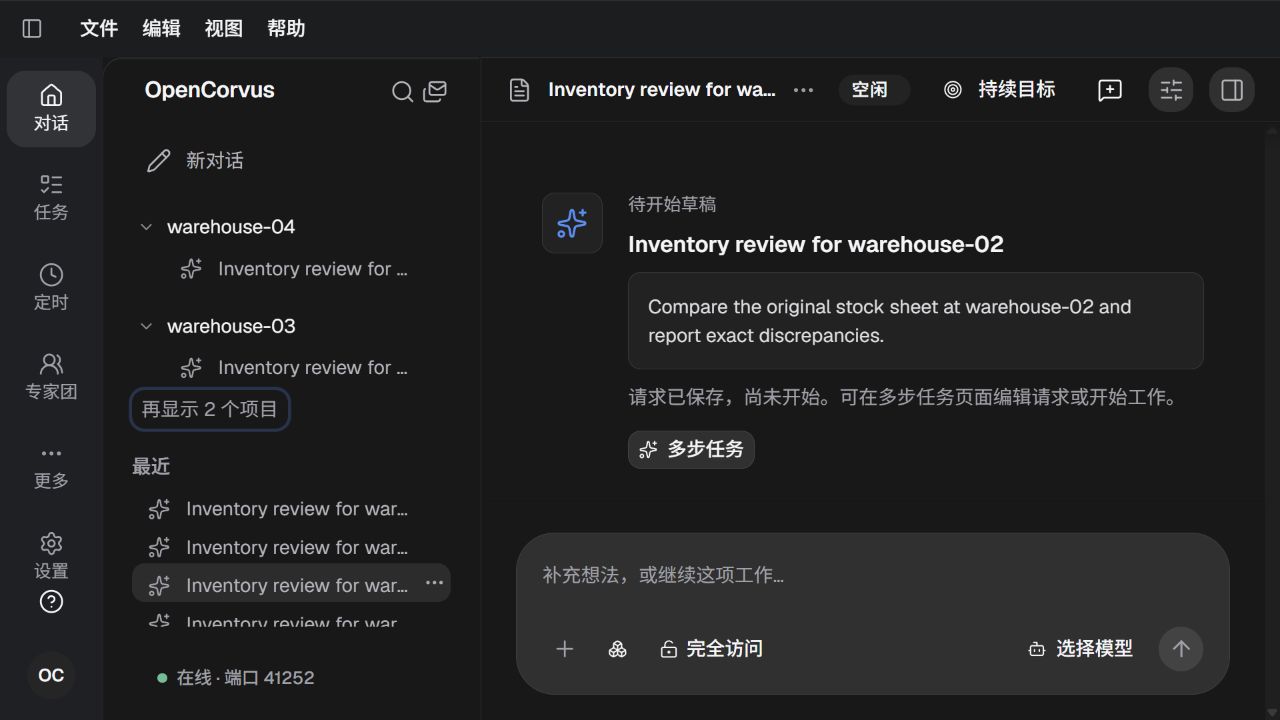 文件 编辑 视图 帮助
对话
任务
定时
专家团
更多
设置
OC
OpenCorvus
新对话
warehouse-04
Inventory review for ...
warehouse-03
Inventory review for ...
再显示 2 个项目
最近
Inventory review for war...
Inventory review for war...
Inventory review for war...
Inventory review for war
在线 · 端口 41252
Inventory review for wa... 空闲 持续目标
待开始草稿
Inventory review for warehouse-02
Compare the original stock sheet at warehouse-02 and
report exact discrepancies.
请求已保存，尚未开始。可在多步任务页面编辑请求或开始工作。
多步任务
补充想法，或继续这项工作...
完全访问 选择模型